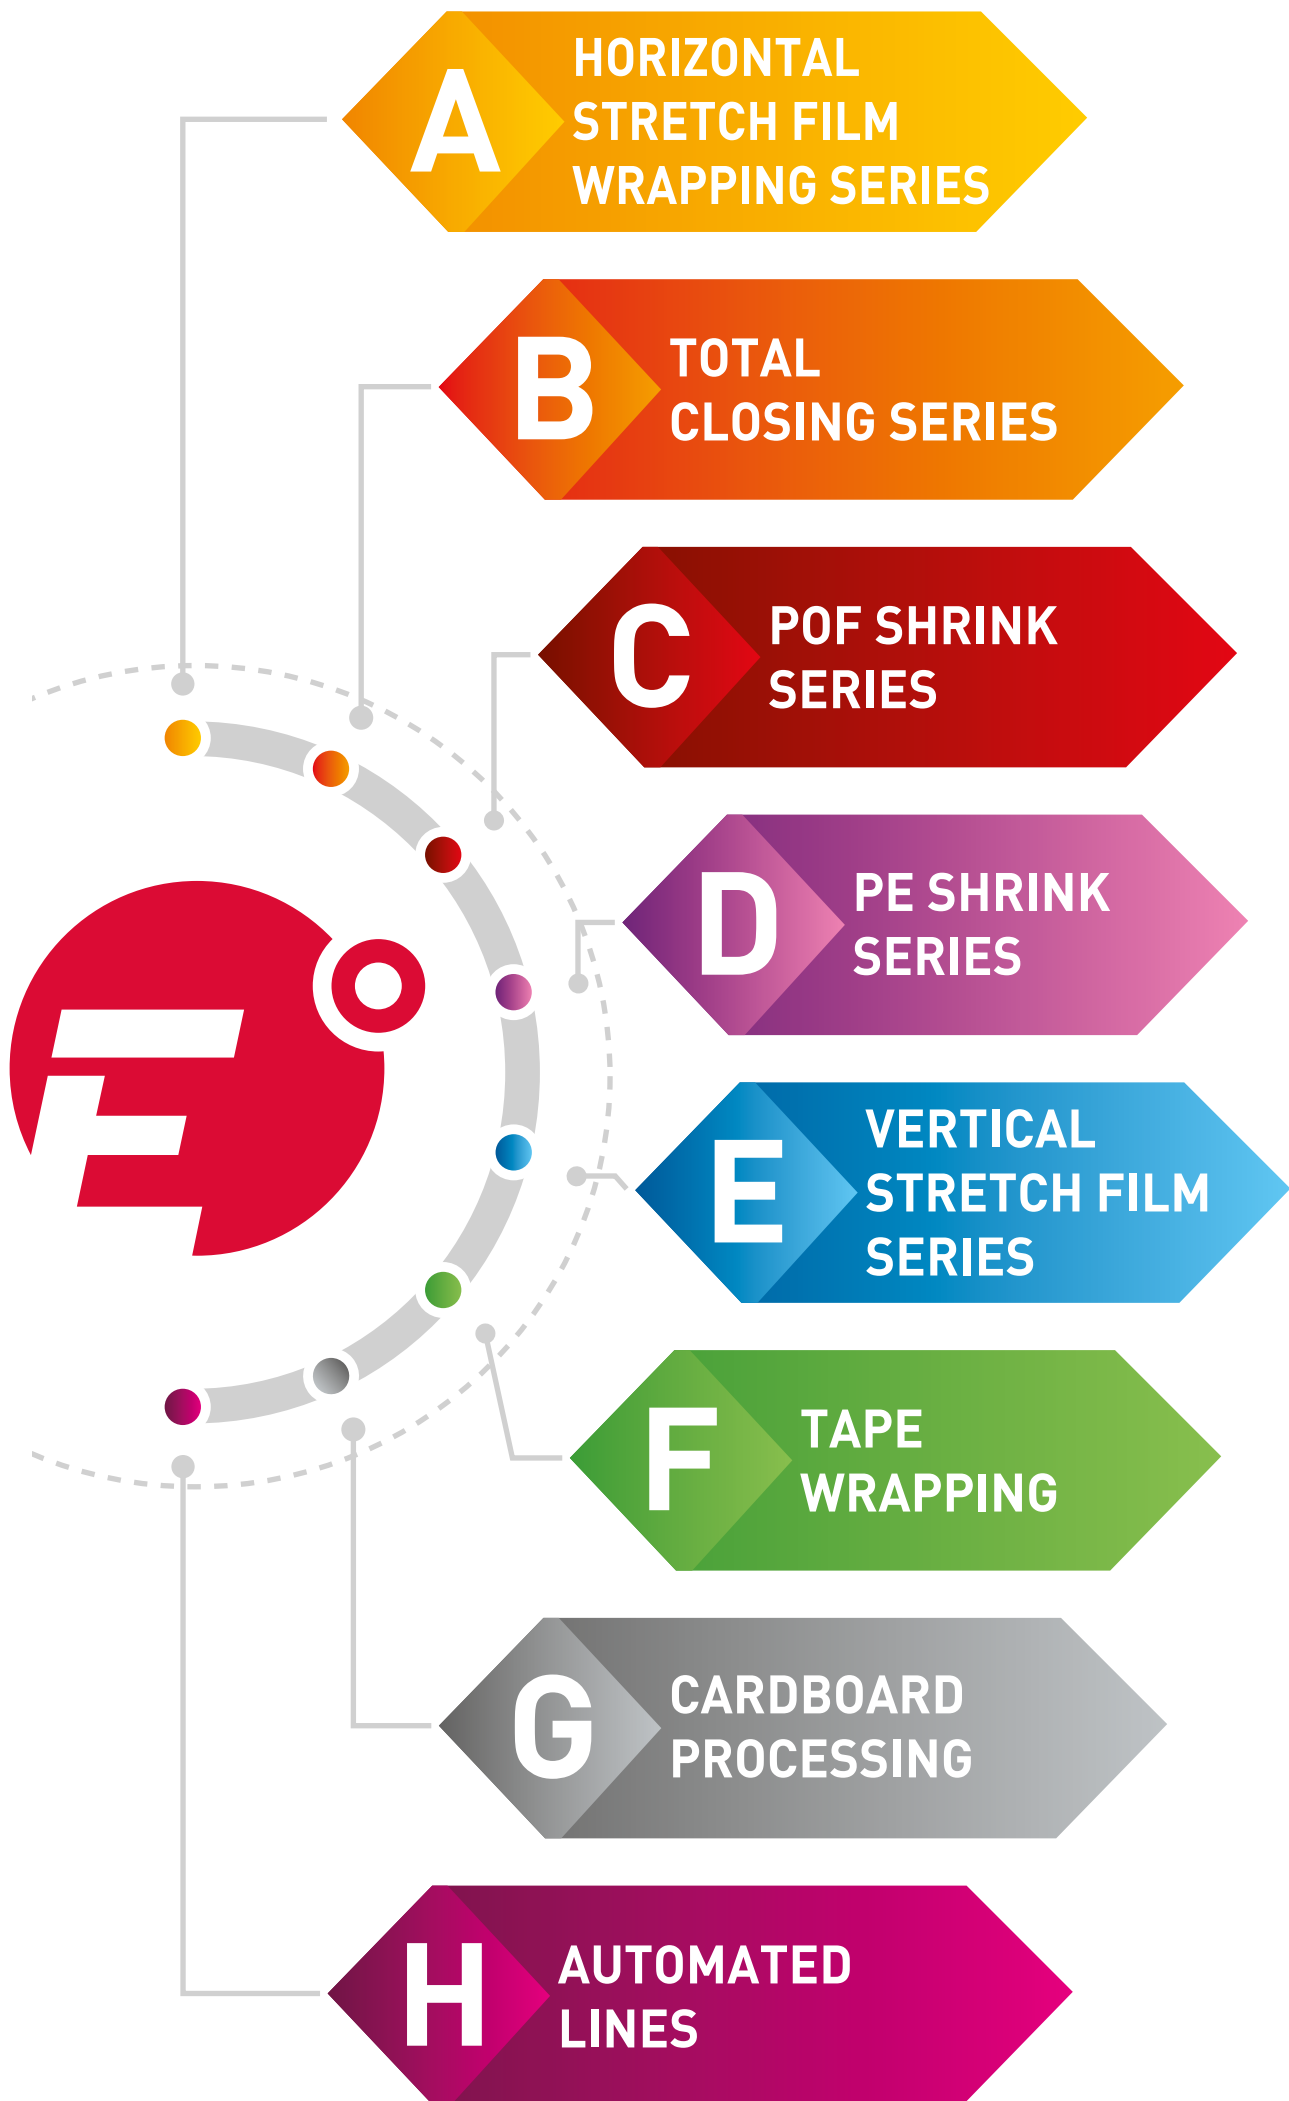 A
HORIZONTAL
STRETCH FILM
WRAPPING SERIES
B
TOTAL
CLOSING SERIES
C
POF SHRINK
SERIES
D
PE SHRINK
SERIES
E
VERTICAL
STRETCH FILM
SERIES
F
TAPE
WRAPPING
G
CARDBOARD
PROCESSING
H
AUTOMATED
LINES